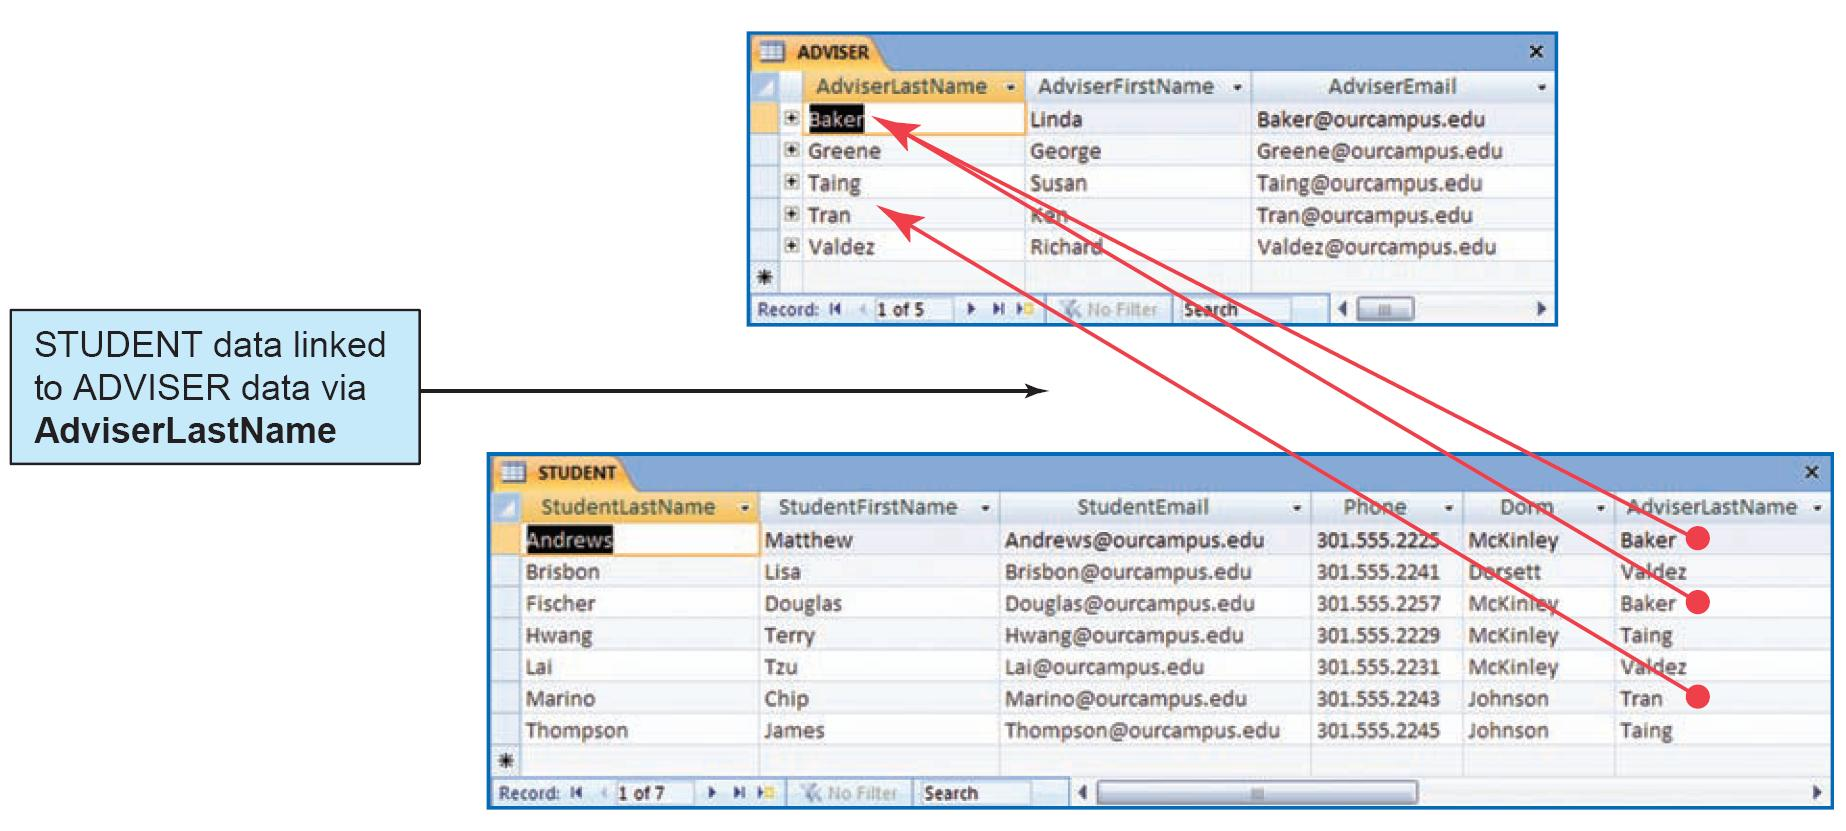 ADVISER
AdviserLastName AdviserFirstName AdviserEmail
Baker Linda Baker@ourcampus.edu
Greene George Greene@ourcampus.edu
Taing Susan Taing@ourcampus.edu
Tran Ken Tran@ourcampus.edu
Valdez Richard Valdez@ourcampus.edu
Record: 1 of 5 No Filter Search
STUDENT data linked
to ADVISER data via
AdviserLastName
STUDENT
StudentLastName StudentFirstName StudentEmail Phone Dorm AdviserLastName
Andrews Matthew Andrews@ourcampus.edu 301.555.2225 McKinley Baker
Brisbon Lisa Brisbon@ourcampus.edu 301.555.2241 Dorsett Valdez
Fischer Douglas Douglas@ourcampus.edu 301.555.2257 McKinley Baker
Hwang Terry Hwang@ourcampus.edu 301.555.2229 McKinley Taing
Lai Tzu Lai@ourcampus.edu 301.555.2231 McKinley Valdez
Marino Chip Marino@ourcampus.edu 301.555.2243 Johnson Tran
Thompson James Thompson@ourcampus.edu 301.555.2245 Johnson Taing
Record: 1 of 7 No Filter Search